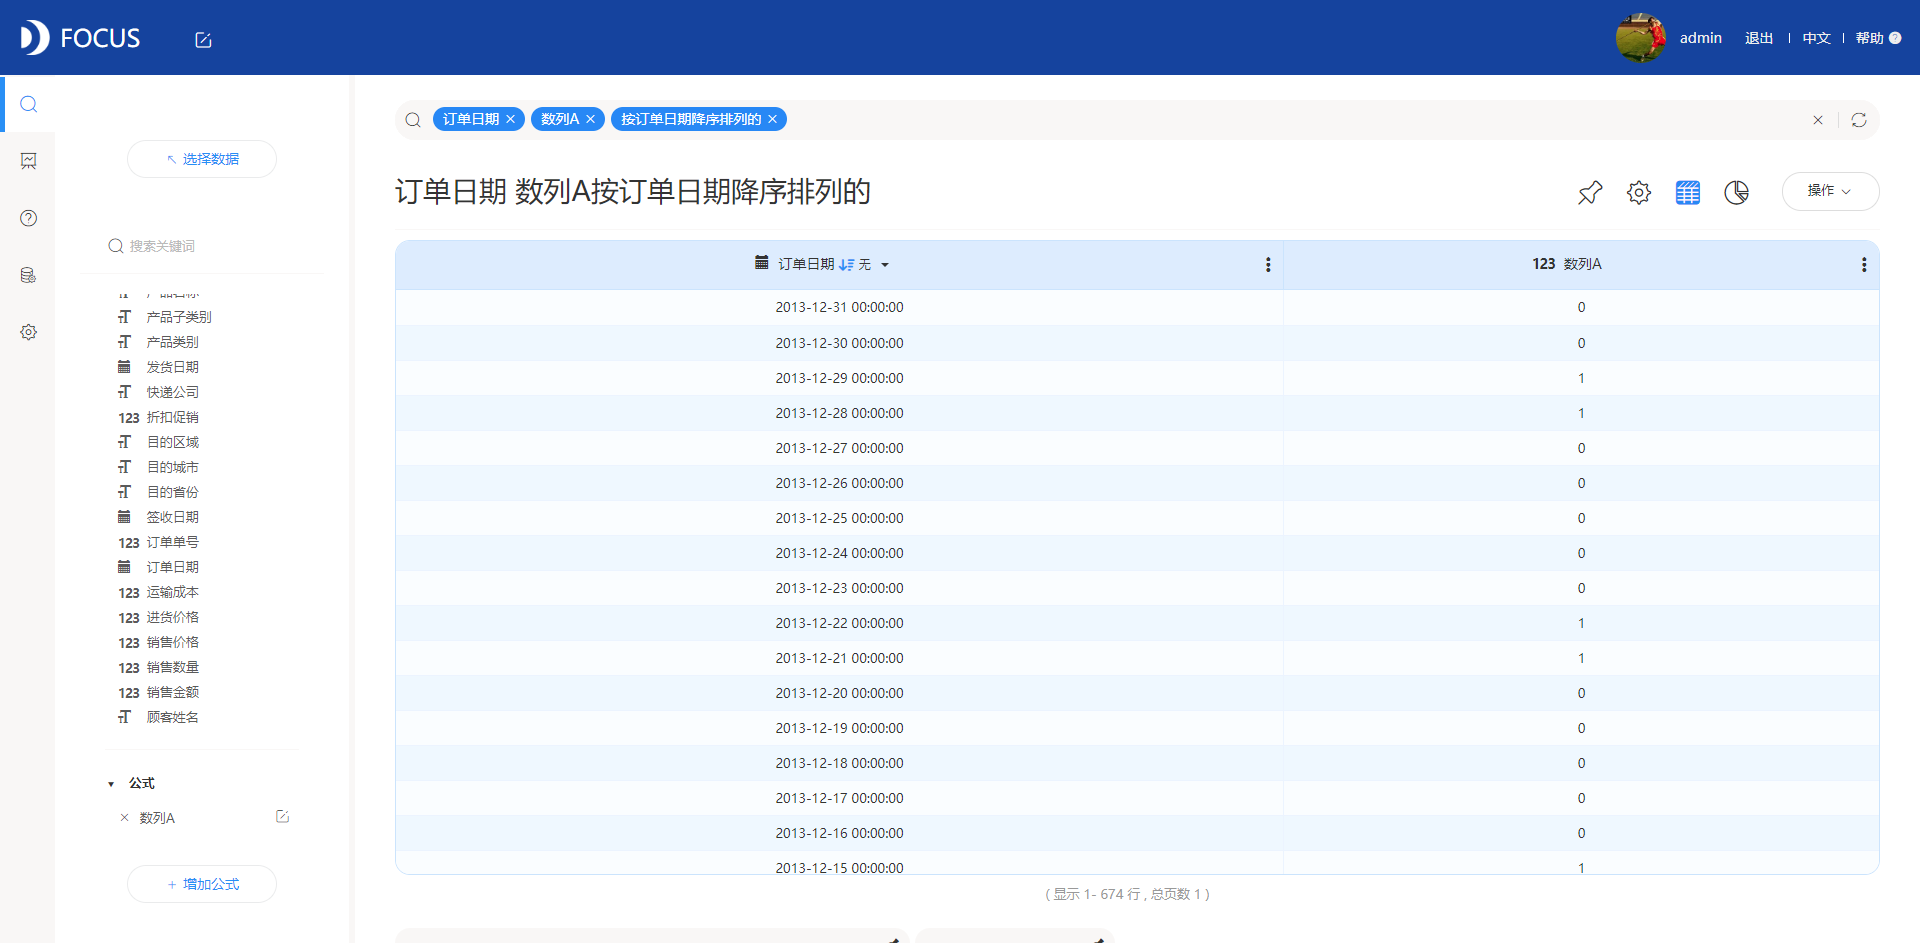 FOCUS
admin 退出 中文 帮助 ?
选择数据
搜索关键词
产品名称
产品子类别
产品类别
发货日期
快递公司
123 折扣促销
目的区域
目的城市
目的省份
签收日期
123 订单单号
订单日期
123 运输成本
123 进货价格
123 销售价格
123 销售数量
123 销售金额
顾客姓名
公式
数列A
+ 增加公式
订单日期 × 数列A × 按订单日期降序排列的 ×
订单日期 数列A按订单日期降序排列的
操作
订单日期 无 123 数列A
2013-12-31 00:00:00 0
2013-12-30 00:00:00 0
2013-12-29 00:00:00 1
2013-12-28 00:00:00 1
2013-12-27 00:00:00 0
2013-12-26 00:00:00 0
2013-12-25 00:00:00 0
2013-12-24 00:00:00 0
2013-12-23 00:00:00 0
2013-12-22 00:00:00 1
2013-12-21 00:00:00 1
2013-12-20 00:00:00 0
2013-12-19 00:00:00 0
2013-12-18 00:00:00 0
2013-12-17 00:00:00 0
2013-12-16 00:00:00 0
2013-12-15 00:00:00 1
( 显示 1- 674 行 , 总页数 1 )